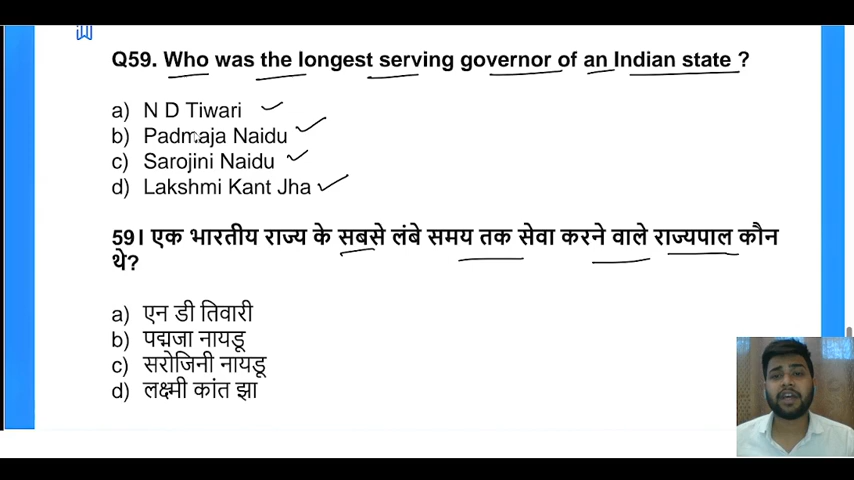 Q59. Who was the longest serving governor of an Indian state ?
a) N D Tiwari
b) Padmaja Naidu
c) Sarojini Naidu
d) Lakshmi Kant Jha
59। एक भारतीय राज्य के सबसे लंबे समय तक सेवा करने वाले राज्यपाल कौन
थे?
a) एन डी तिवारी
b) पद्मजा नायडू
c) सरोजिनी नायडू
d) लक्ष्मी कांत झा